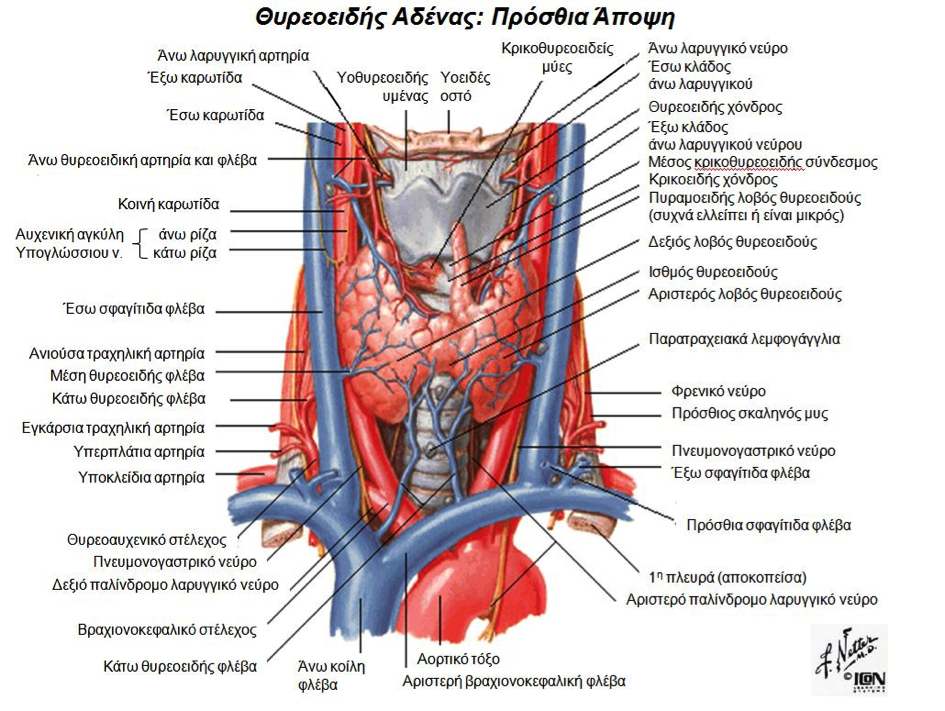 Θυρεοειδής Αδένας: Πρόσθια Άποψη
Άνω λαρυγγική αρτηρία
Έξω καρωτίδα
Έσω καρωτίδα
Άνω θυρεοειδική αρτηρία και φλέβα
Κοινή καρωτίδα
Αυχενική αγκύλη
Υπογλώσσιου ν.
άνω ρίζα
κάτω ρίζα
Έσω σφαγίτιδα φλέβα
Ανιούσα τραχηλική αρτηρία
Μέση θυρεοειδής φλέβα
Κάτω θυρεοειδής φλέβα
Εγκάρσια τραχηλική αρτηρία
Υπερπλάτια αρτηρία
Υποκλείδια αρτηρία
Θυρεοαυχενικό στέλεχος
Πνευμονογαστρικό νεύρο
Δεξιό παλίνδρομο λαρυγγικό νεύρο
Βραχιονοκεφαλικό στέλεχος
Κάτω θυρεοειδής φλέβα
Υοθυρεοειδής
υμένας
Υοειδές
οστό
Κρικοθυρεοειδείς
μύες
Άνω λαρυγγικό νεύρο
Έσω κλάδος
άνω λαρυγγικού
Θυρεοειδής χόνδρος
Έξω κλάδος
άνω λαρυγγικού νεύρου
Μέσος κρικοθυρεοειδής σύνδεσμος
Κρικοειδής χόνδρος
Πυραμοειδής λοβός θυρεοειδούς
(συχνά ελλείπει ή είναι μικρός)
Δεξιός λοβός θυρεοειδούς
Ισθμός θυρεοειδούς
Αριστερός λοβός θυρεοειδούς
Παρατραχειακά λεμφογάγγλια
Φρενικό νεύρο
Πρόσθιος σκαληνός μυς
Πνευμονογαστρικό νεύρο
Έξω σφαγίτιδα φλέβα
Πρόσθια σφαγίτιδα φλέβα
1η πλευρά (αποκοπείσα)
Αριστερό παλίνδρομο λαρυγγικό νεύρο
Άνω κοίλη
φλέβα
Αορτικό τόξο
Αριστερή βραχιονοκεφαλική φλέβα
F. Netter
M.D.
© ICON
LEARNING
SYSTEMS